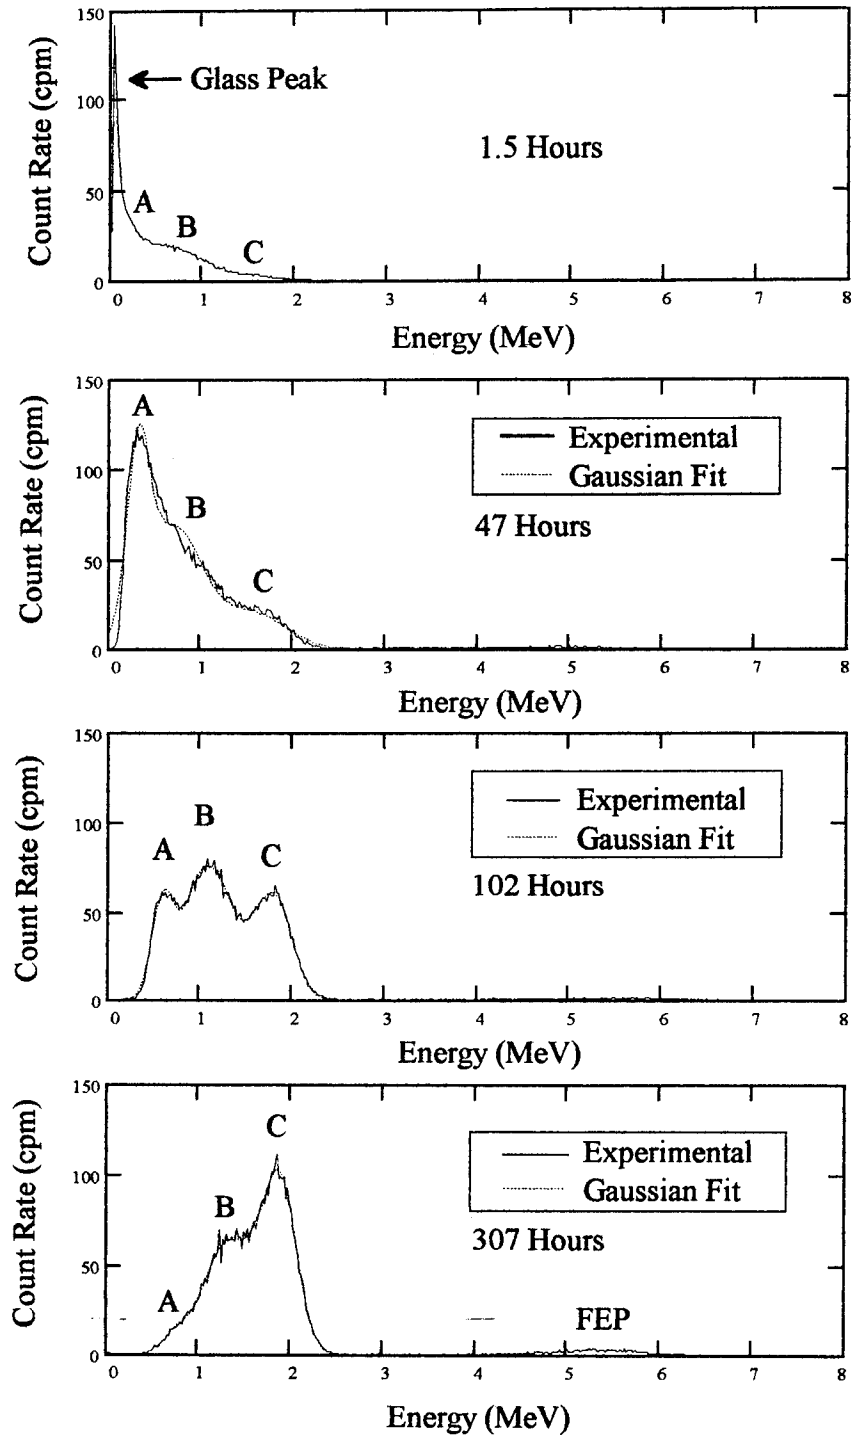 150
100
50
0
Count Rate (cpm)
Glass Peak
1.5 Hours
A
B
C
0 1 2 3 4 5 6 7 8
Energy (MeV)
150
100
50
0
Count Rate (cpm)
A
B
C
Experimental
Gaussian Fit
47 Hours
0 1 2 3 4 5 6 7 8
Energy (MeV)
150
100
50
0
Count Rate (cpm)
A
B
C
Experimental
Gaussian Fit
102 Hours
0 1 2 3 4 5 6 7 8
Energy (MeV)
150
100
50
0
Count Rate (cpm)
A
B
C
Experimental
Gaussian Fit
307 Hours
FEP
0 1 2 3 4 5 6 7 8
Energy (MeV)